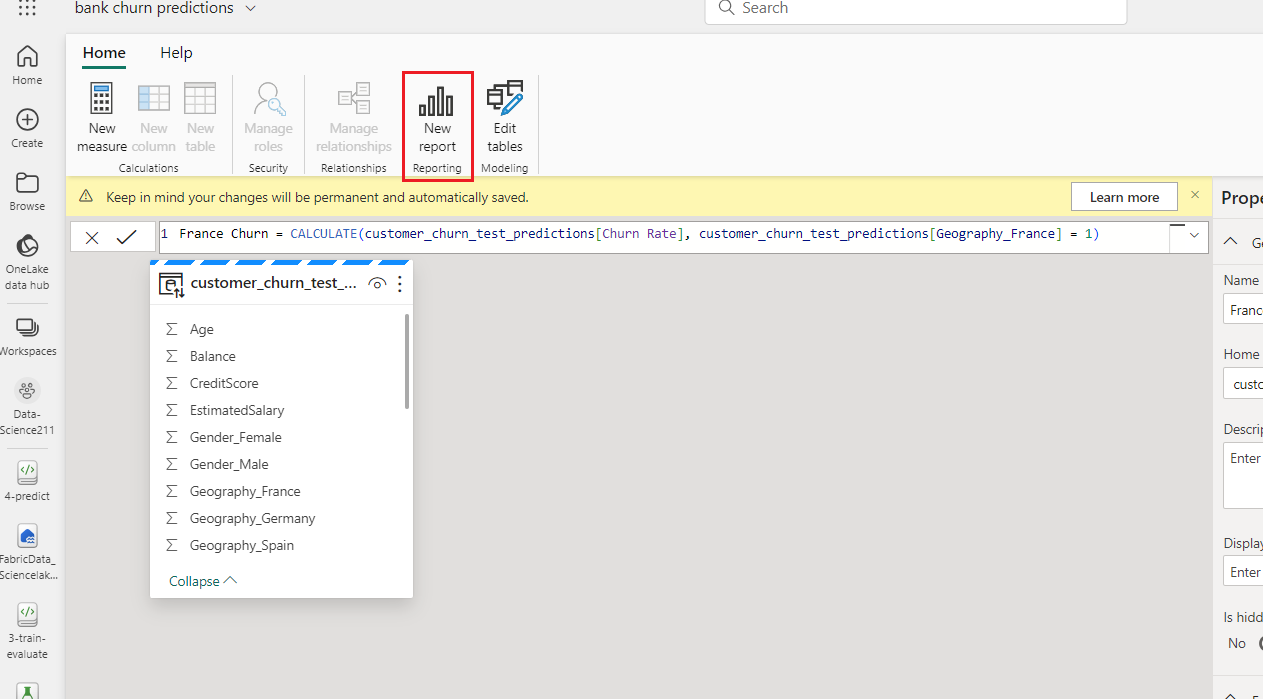 bank churn predictions
Search
Home
Help
New measure
New column
New table
Calculations
Manage roles
Security
Manage relationships
Relationships
New report
Reporting
Edit tables
Modeling
Keep in mind your changes will be permanent and automatically saved.
Learn more
1 France Churn = CALCULATE(customer_churn_test_predictions[Churn Rate], customer_churn_test_predictions[Geography_France] = 1)
customer_churn_test_...
Age
Balance
CreditScore
EstimatedSalary
Gender_Female
Gender_Male
Geography_France
Geography_Germany
Geography_Spain
Collapse
Home
Create
Browse
OneLake
data hub
Workspaces
Data-
Science211
4-predict
FabricData_
Sciencelak...
3-train-
evaluate
Prope
Ge
Name
Franc
Home
custo
Descrip
Enter
Display
Enter
Is hidd
No